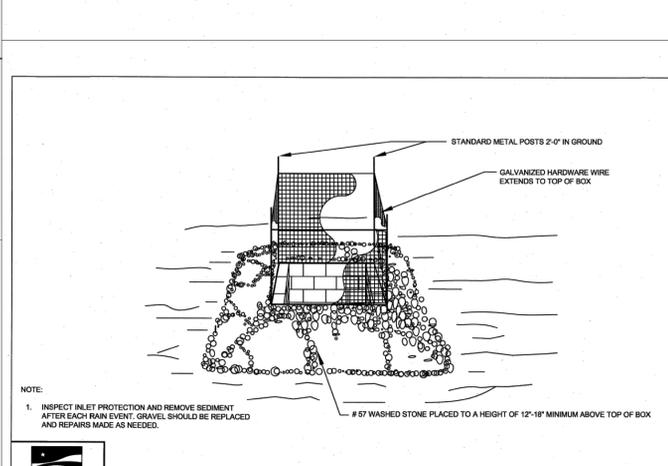 STANDARD METAL POSTS 2'-0" IN GROUND
GALVANIZED HARDWARE WIRE
EXTENDS TO TOP OF BOX
NOTE:
1. INSPECT INLET PROTECTION AND REMOVE SEDIMENT
AFTER EACH RAIN EVENT. GRAVEL SHOULD BE REPLACED
AND REPAIRS MADE AS NEEDED.
# 57 WASHED STONE PLACED TO A HEIGHT OF 12"-18" MINIMUM ABOVE TOP OF BOX